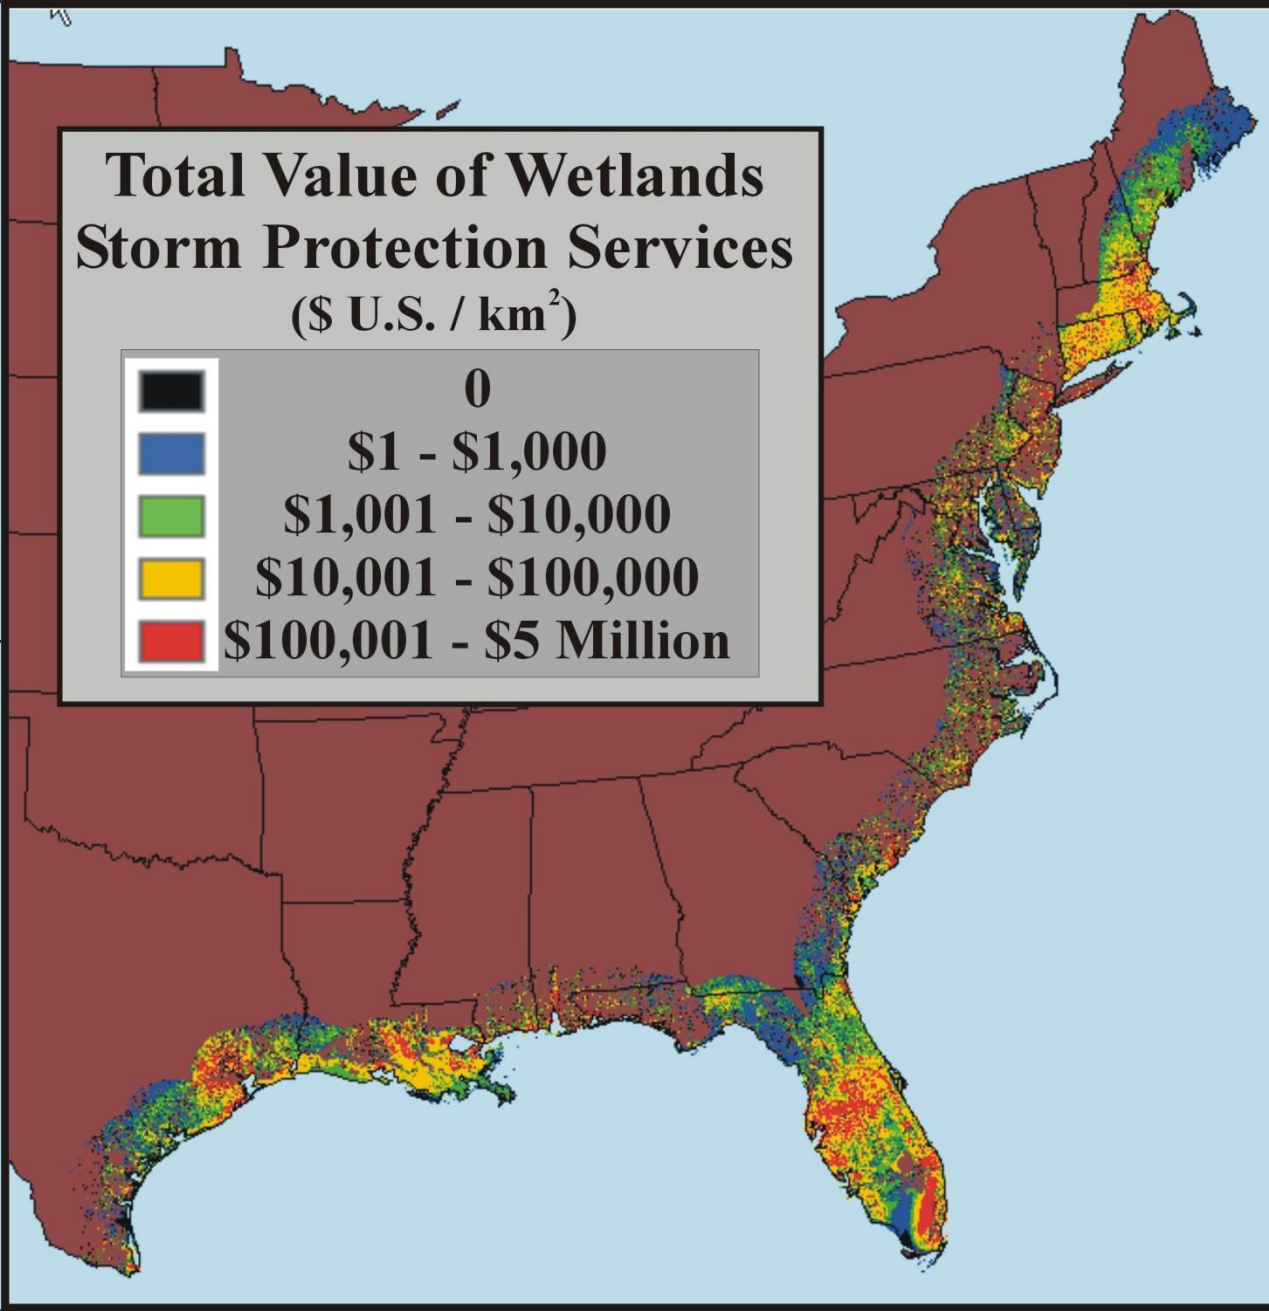 Total Value of Wetlands
Storm Protection Services
($ U.S. / km²)
0
$1 - $1,000
$1,001 - $10,000
$10,001 - $100,000
$100,001 - $5 Million